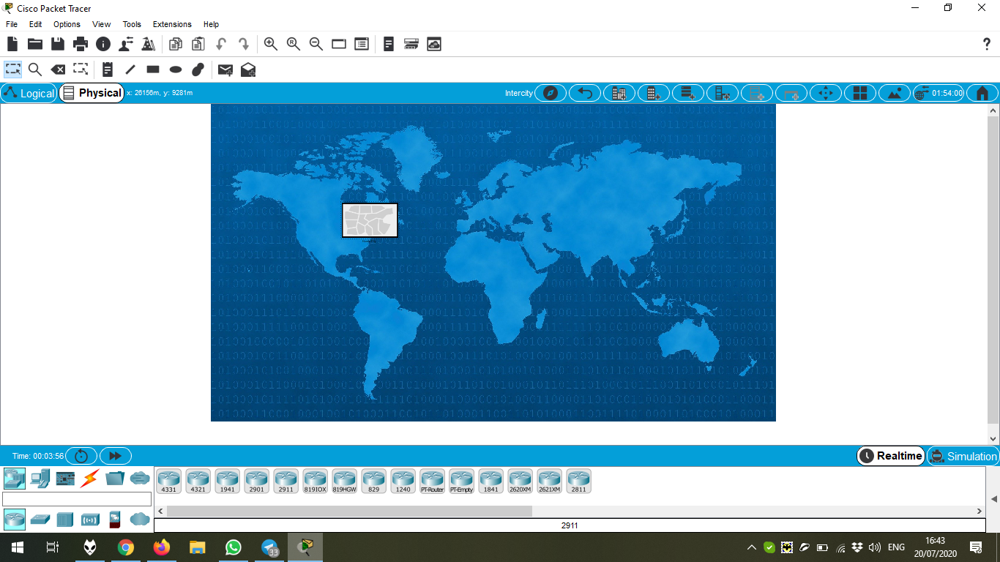 Cisco Packet Tracer
File Edit Options View Tools Extensions Help
R
?
Logical Physical x: 26156m, y: 9281m Intercity 01:54:00
Time: 00:03:56 Realtime Simulation
4331 4321 1941 2901 2911 819IOX 819HGW 829 1240 PT-Router PT-Empty 1841 2620XM 2621XM 2811
2911
33
ENG
16:43
20/07/2020